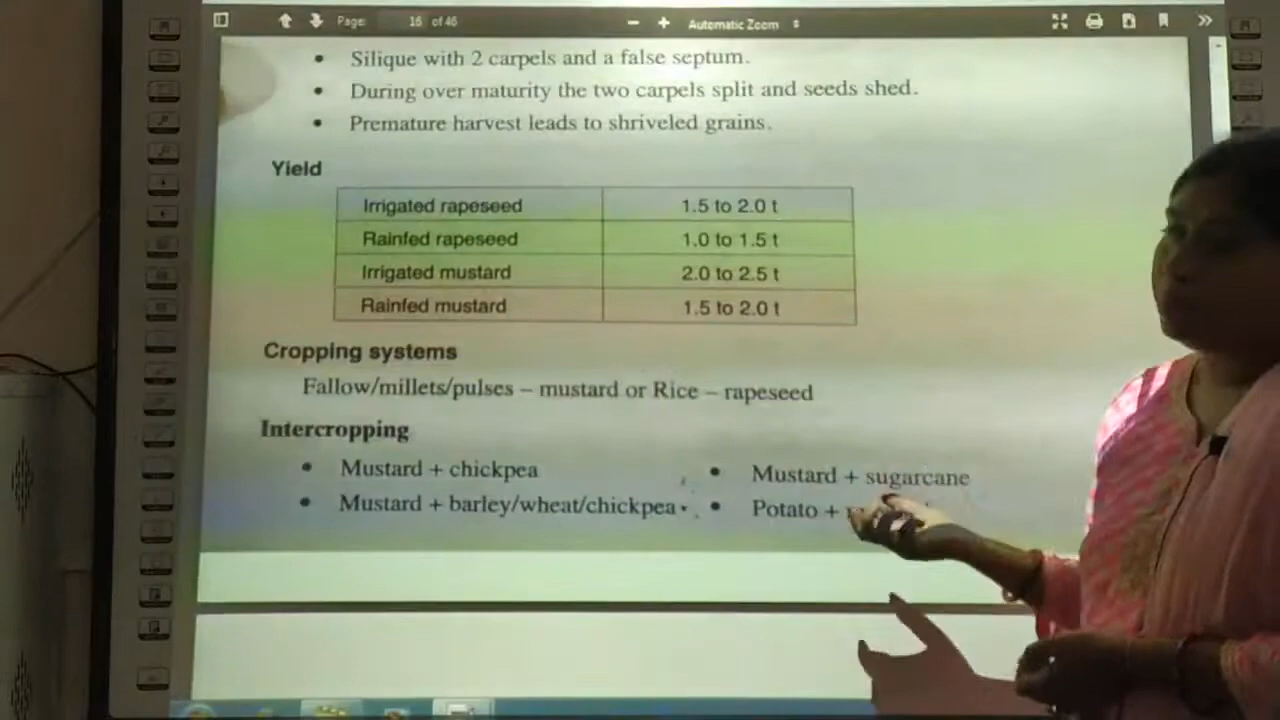 Page: 16 of 46 − + Automatic Zoom
• Silique with 2 carpels and a false septum.
• During over maturity the two carpels split and seeds shed.
• Premature harvest leads to shriveled grains.
Yield
Irrigated rapeseed 1.5 to 2.0 t
Rainfed rapeseed 1.0 to 1.5 t
Irrigated mustard 2.0 to 2.5 t
Rainfed mustard 1.5 to 2.0 t
Cropping systems
Fallow/millets/pulses – mustard or Rice – rapeseed
Intercropping
• Mustard + chickpea • Mustard + sugarcane
• Mustard + barley/wheat/chickpea • Potato +